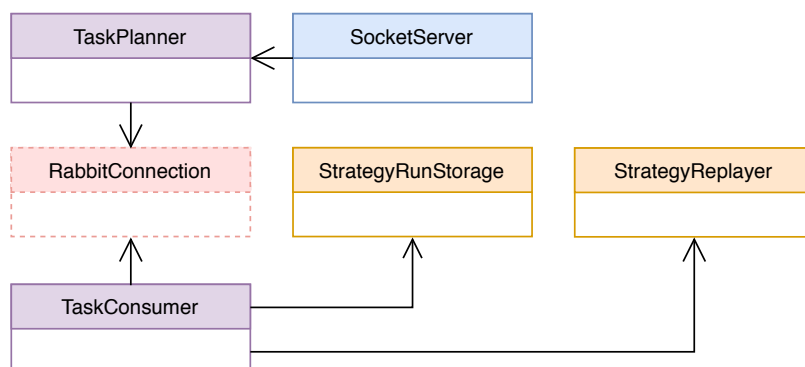 TaskPlanner
SocketServer
RabbitConnection
StrategyRunStorage
StrategyReplayer
TaskConsumer